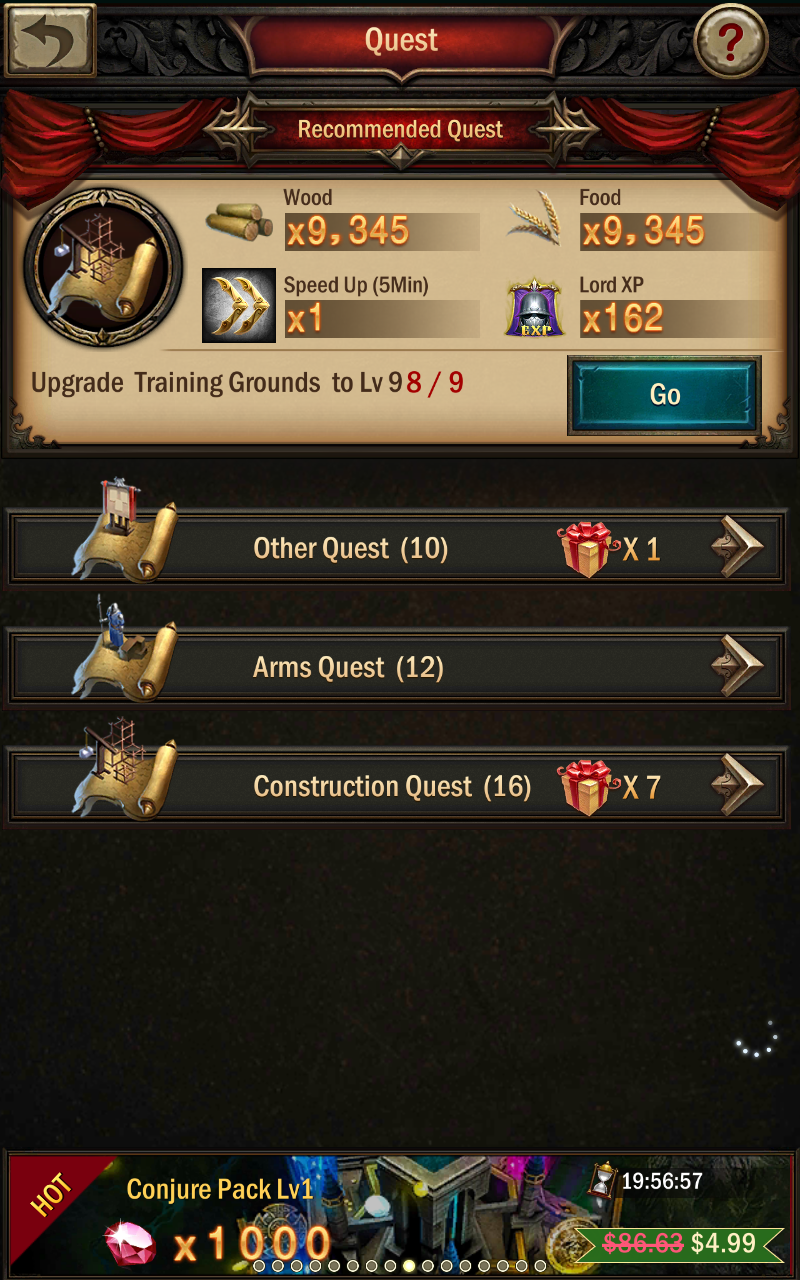 Quest
?
Recommended Quest
Wood
x9,345
Food
x9,345
Speed Up (5Min)
x1
EXP
Lord XP
x162
Upgrade Training Grounds to Lv 9 8 / 9
Go
Other Quest (10)
X 1
Arms Quest (12)
Construction Quest (16)
X 7
HOT
Conjure Pack Lv1
19:56:57
x1000
$86.63 $4.99